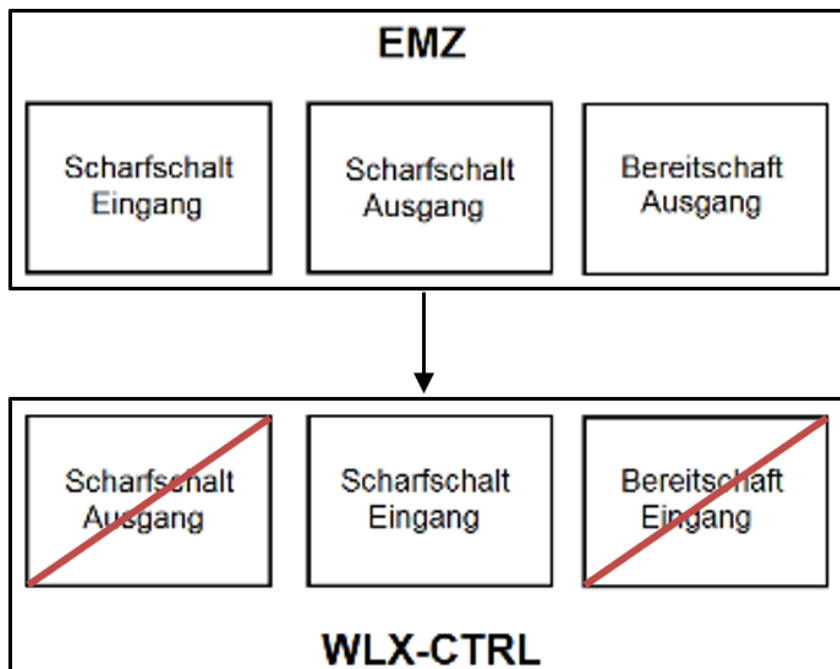 EMZ
Scharfschalt
Eingang
Scharfschalt
Ausgang
Bereitschaft
Ausgang
Scharfschalt
Ausgang
Scharfschalt
Eingang
Bereitschaft
Eingang
WLX-CTRL